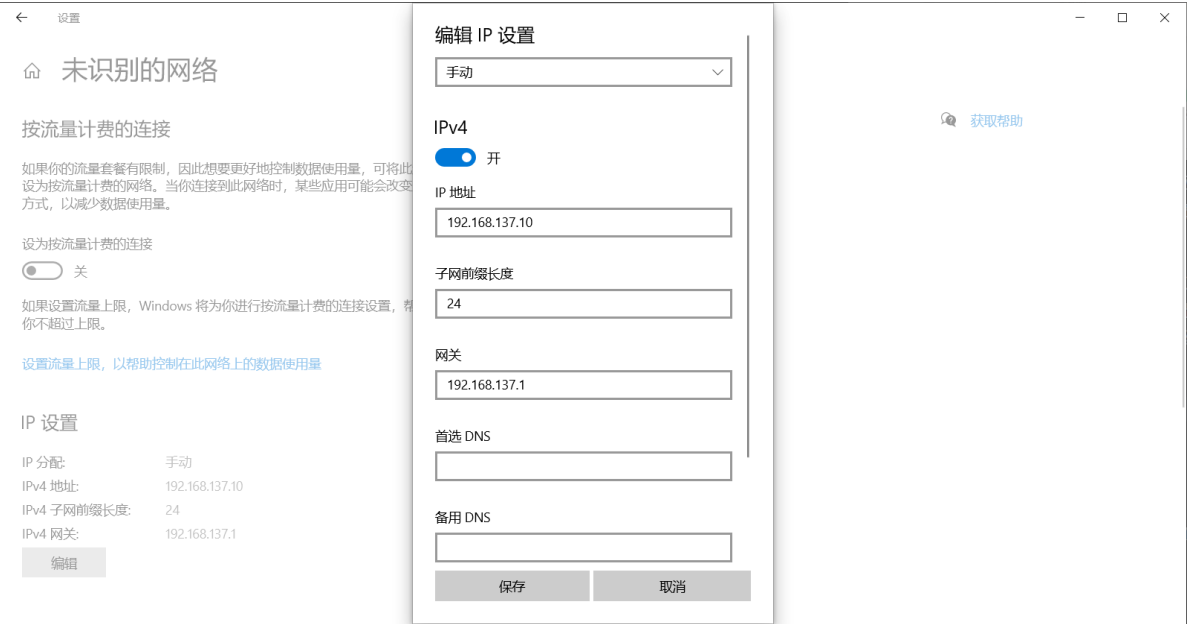 设置
未识别的网络
按流量计费的连接
如果你的流量套餐有限制，因此想要更好地控制数据使用量，可将此
设为按流量计费的网络。当你连接到此网络时，某些应用可能会改变
方式，以减少数据使用量。
设为按流量计费的连接
关
如果设置流量上限，Windows 将为你进行按流量计费的连接设置，帮
你不超过上限。
设置流量上限，以帮助控制在此网络上的数据使用量
IP 设置
IP 分配: 手动
IPv4 地址: 192.168.137.10
IPv4 子网前缀长度: 24
IPv4 网关: 192.168.137.1
编辑
编辑 IP 设置
手动
IPv4
开
IP 地址
192.168.137.10
子网前缀长度
24
网关
192.168.137.1
首选 DNS
备用 DNS
保存 取消
获取帮助